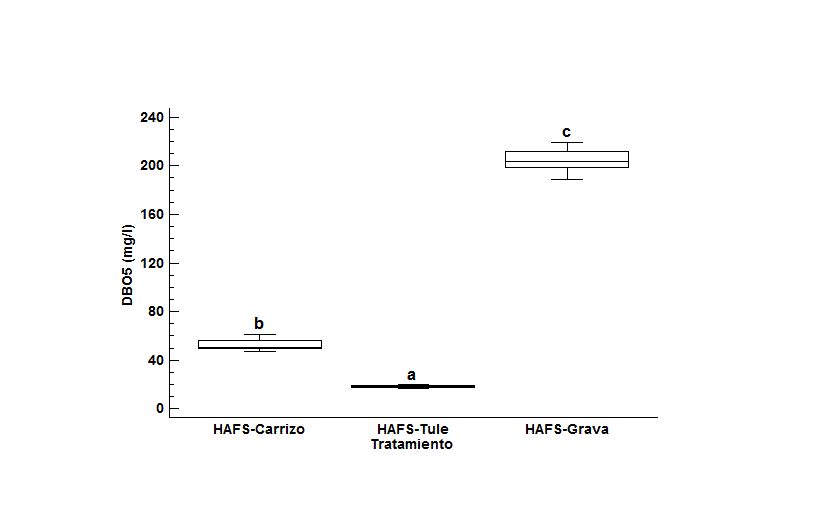 240
200
160
120
80
40
0
DBO5 (mg/l)
b
a
c
HAFS-Carrizo
HAFS-Tule
HAFS-Grava
Tratamiento